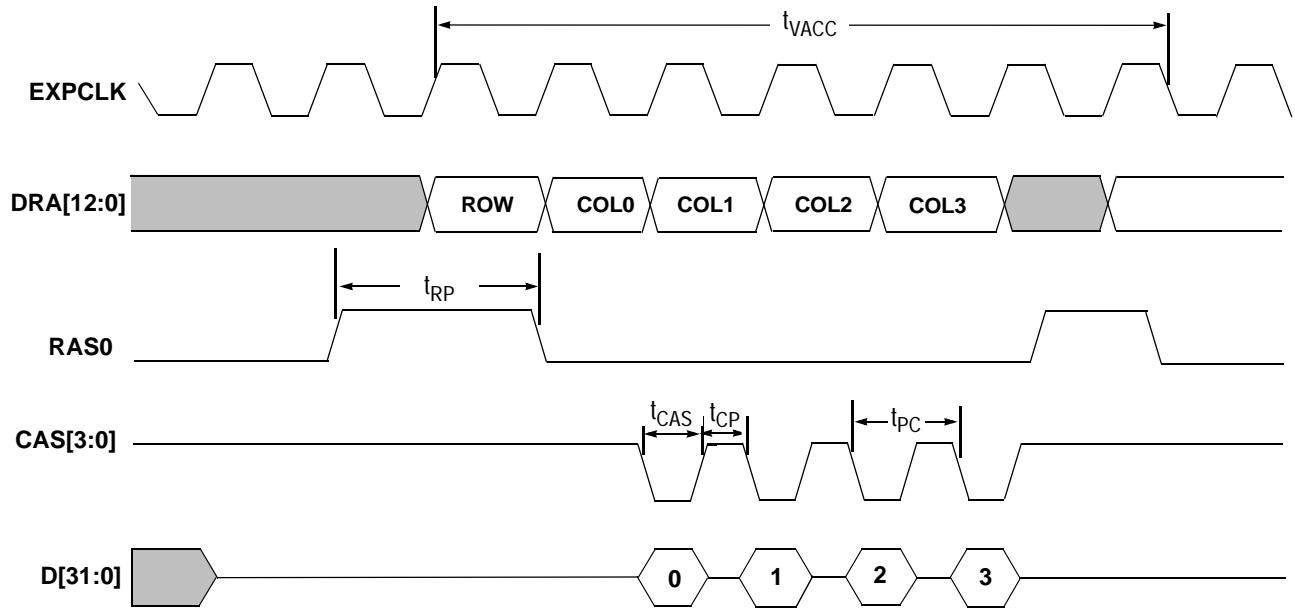 tVACC
EXPCLK
DRA[12:0]
ROW COL0 COL1 COL2 COL3
tRP
RAS0
tCAS tCP tPC
CAS[3:0]
D[31:0]
0 1 2 3